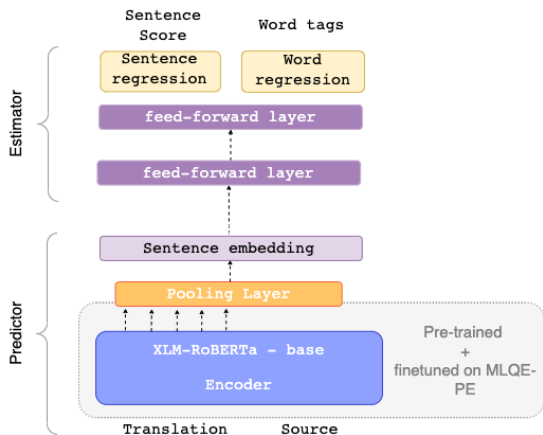 Sentence
Score
Word tags
Sentence
regression
Word
regression
feed-forward layer
feed-forward layer
Sentence embedding
Pooling Layer
XLM-RoBERTa - base
Encoder
Translation
Source
Pre-trained
+
finetuned on MLQE-
PE
Estimator
Predictor